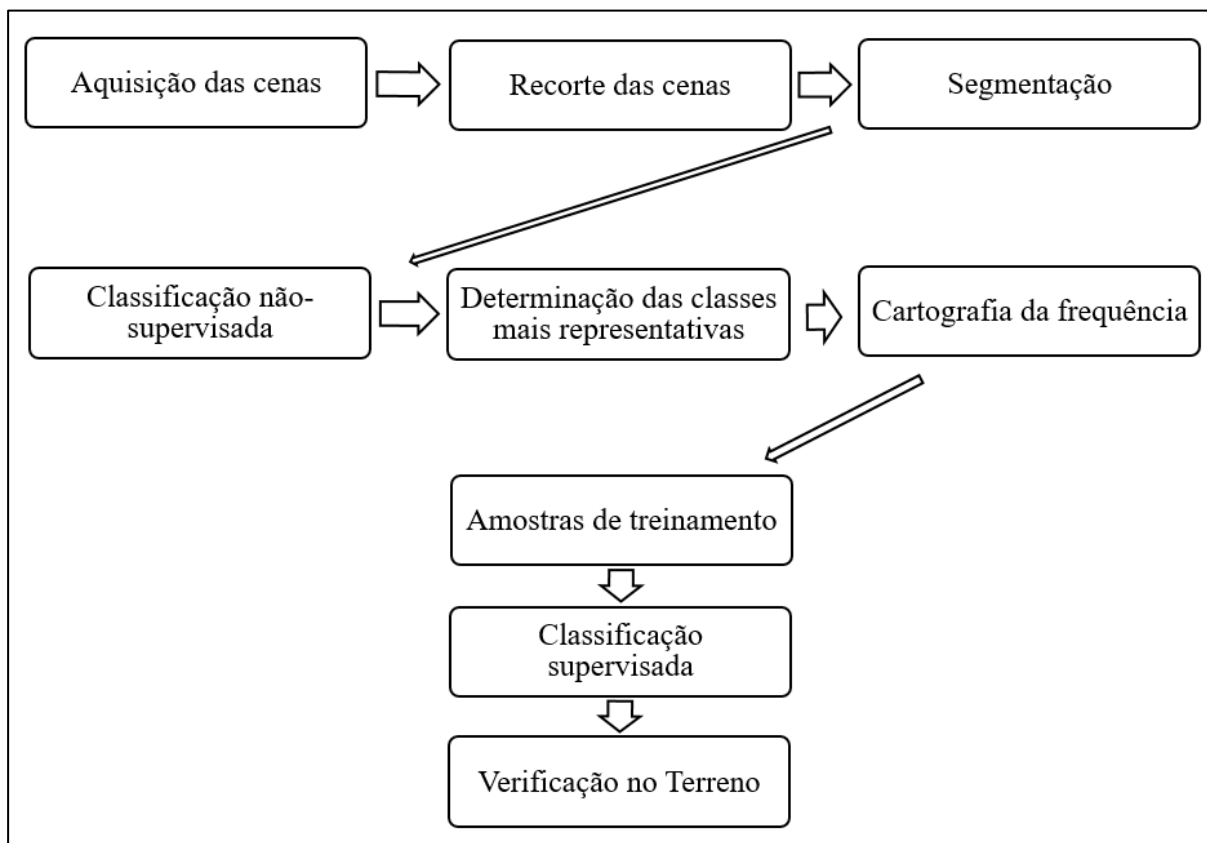 Aquisição das cenas
Recorte das cenas
Segmentação
Classificação não-
supervisada
Determinação das classes
mais representativas
Cartografia da frequência
Amostras de treinamento
Classificação
supervisada
Verificação no Terreno